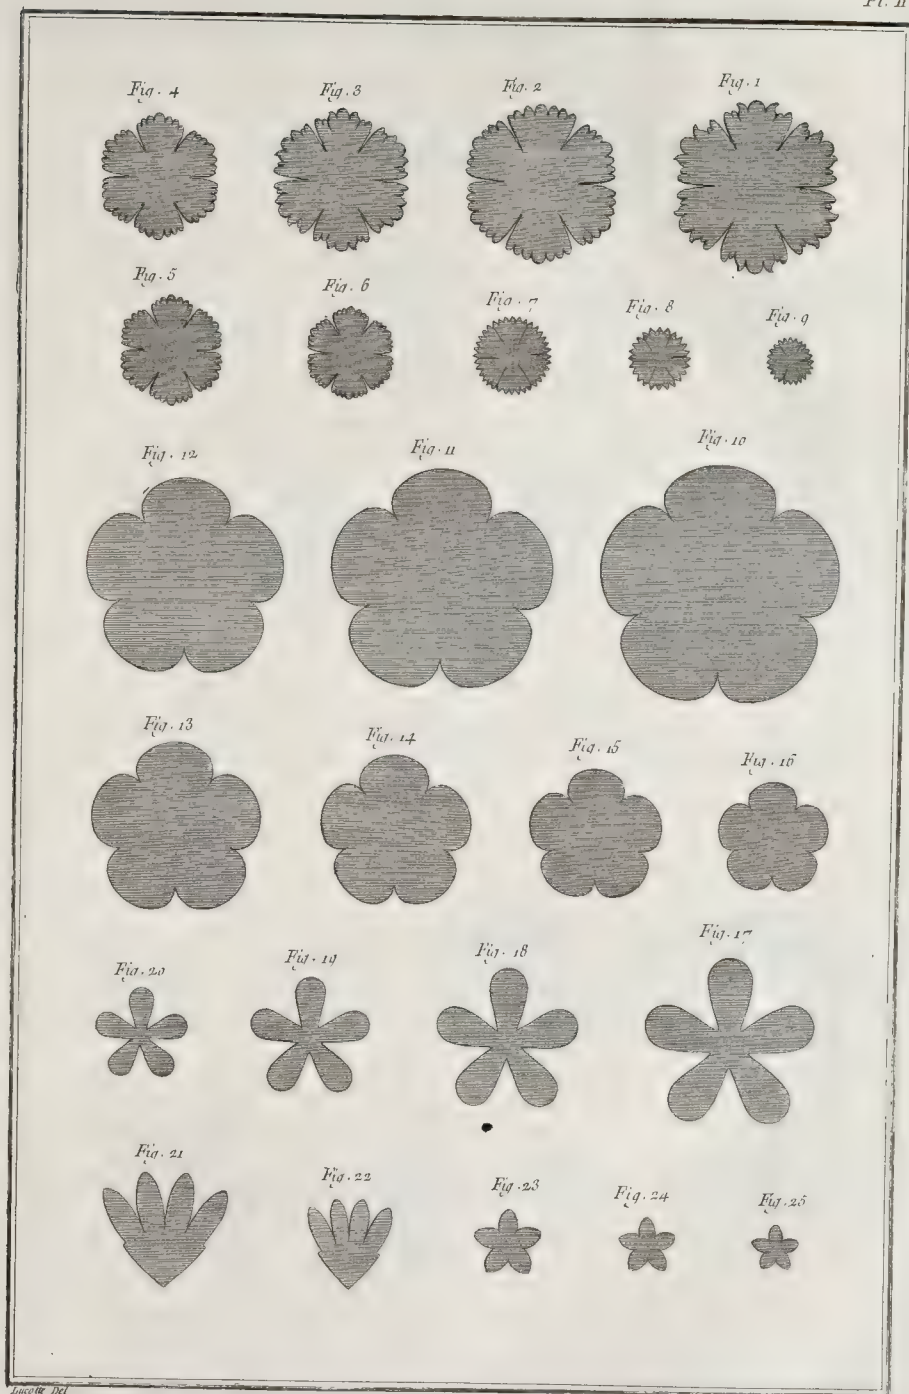 Pl. II
Fig. 4 Fig. 3 Fig. 2 Fig. 1
Fig. 5 Fig. 6 Fig. 7 Fig. 8 Fig. 9
Fig. 12 Fig. 11 Fig. 10
Fig. 13 Fig. 14 Fig. 15 Fig. 16
Fig. 20 Fig. 19 Fig. 18 Fig. 17
Fig. 21 Fig. 22 Fig. 23 Fig. 24 Fig. 25
Lucotte Del